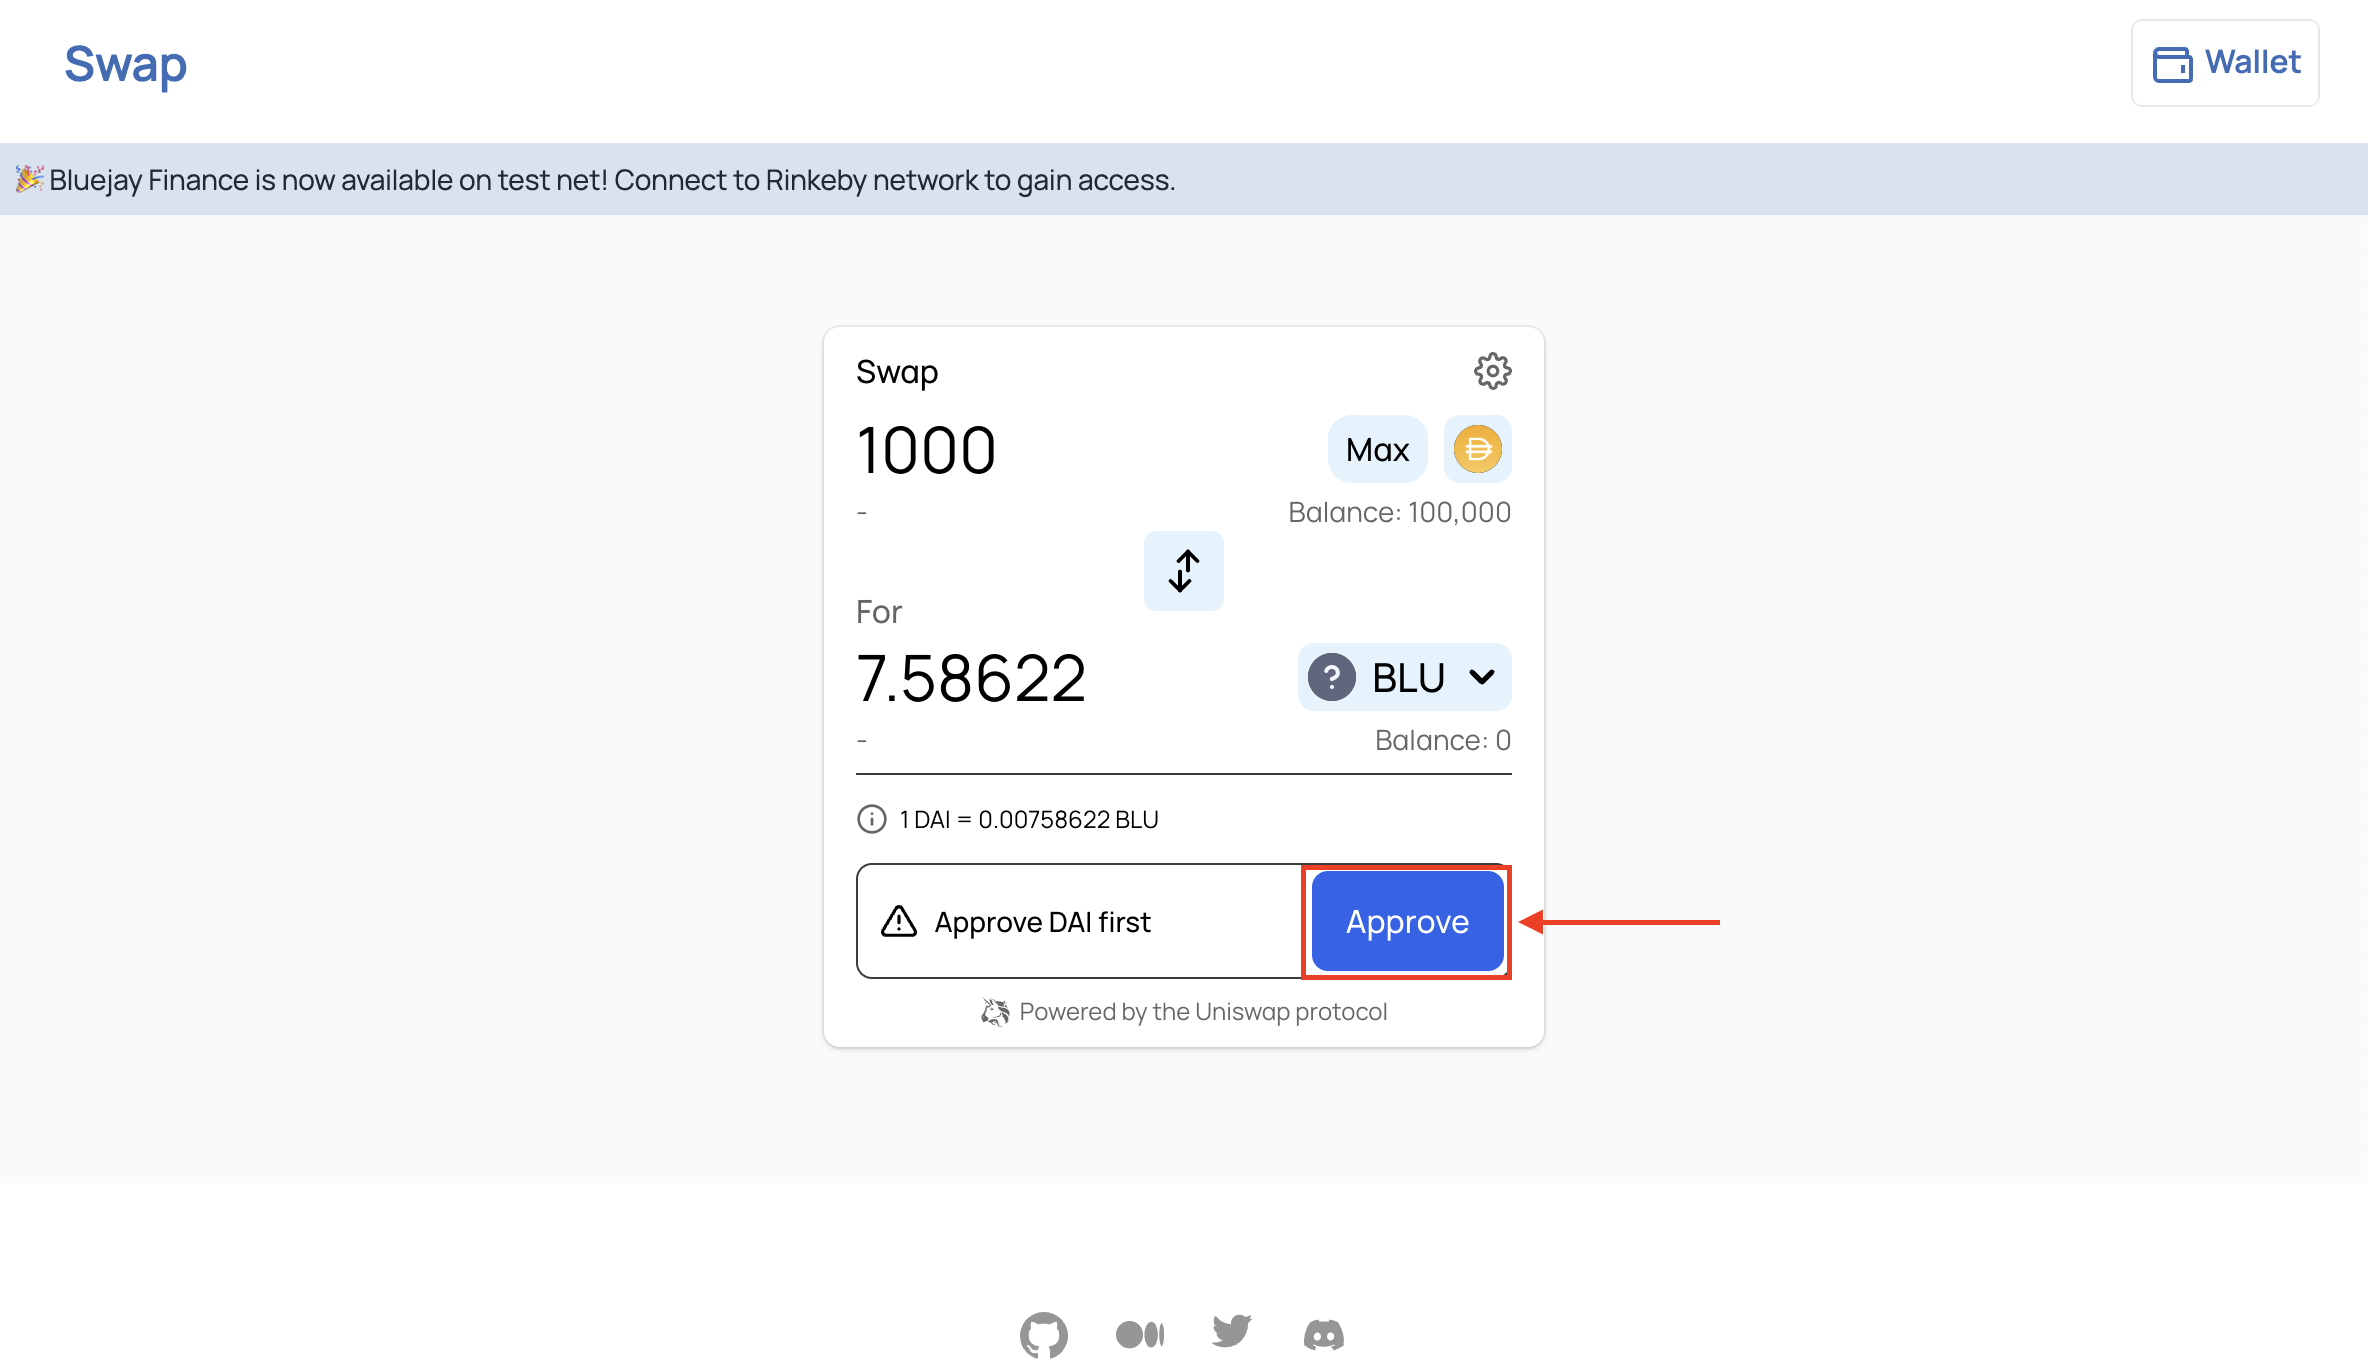 Swap
Wallet
🎉 Bluejay Finance is now available on test net! Connect to Rinkeby network to gain access.
Swap
1000
Max
-
Balance: 100,000
For
7.58622
? BLU
-
Balance: 0
1 DAI = 0.00758622 BLU
Approve DAI first
Approve
Powered by the Uniswap protocol